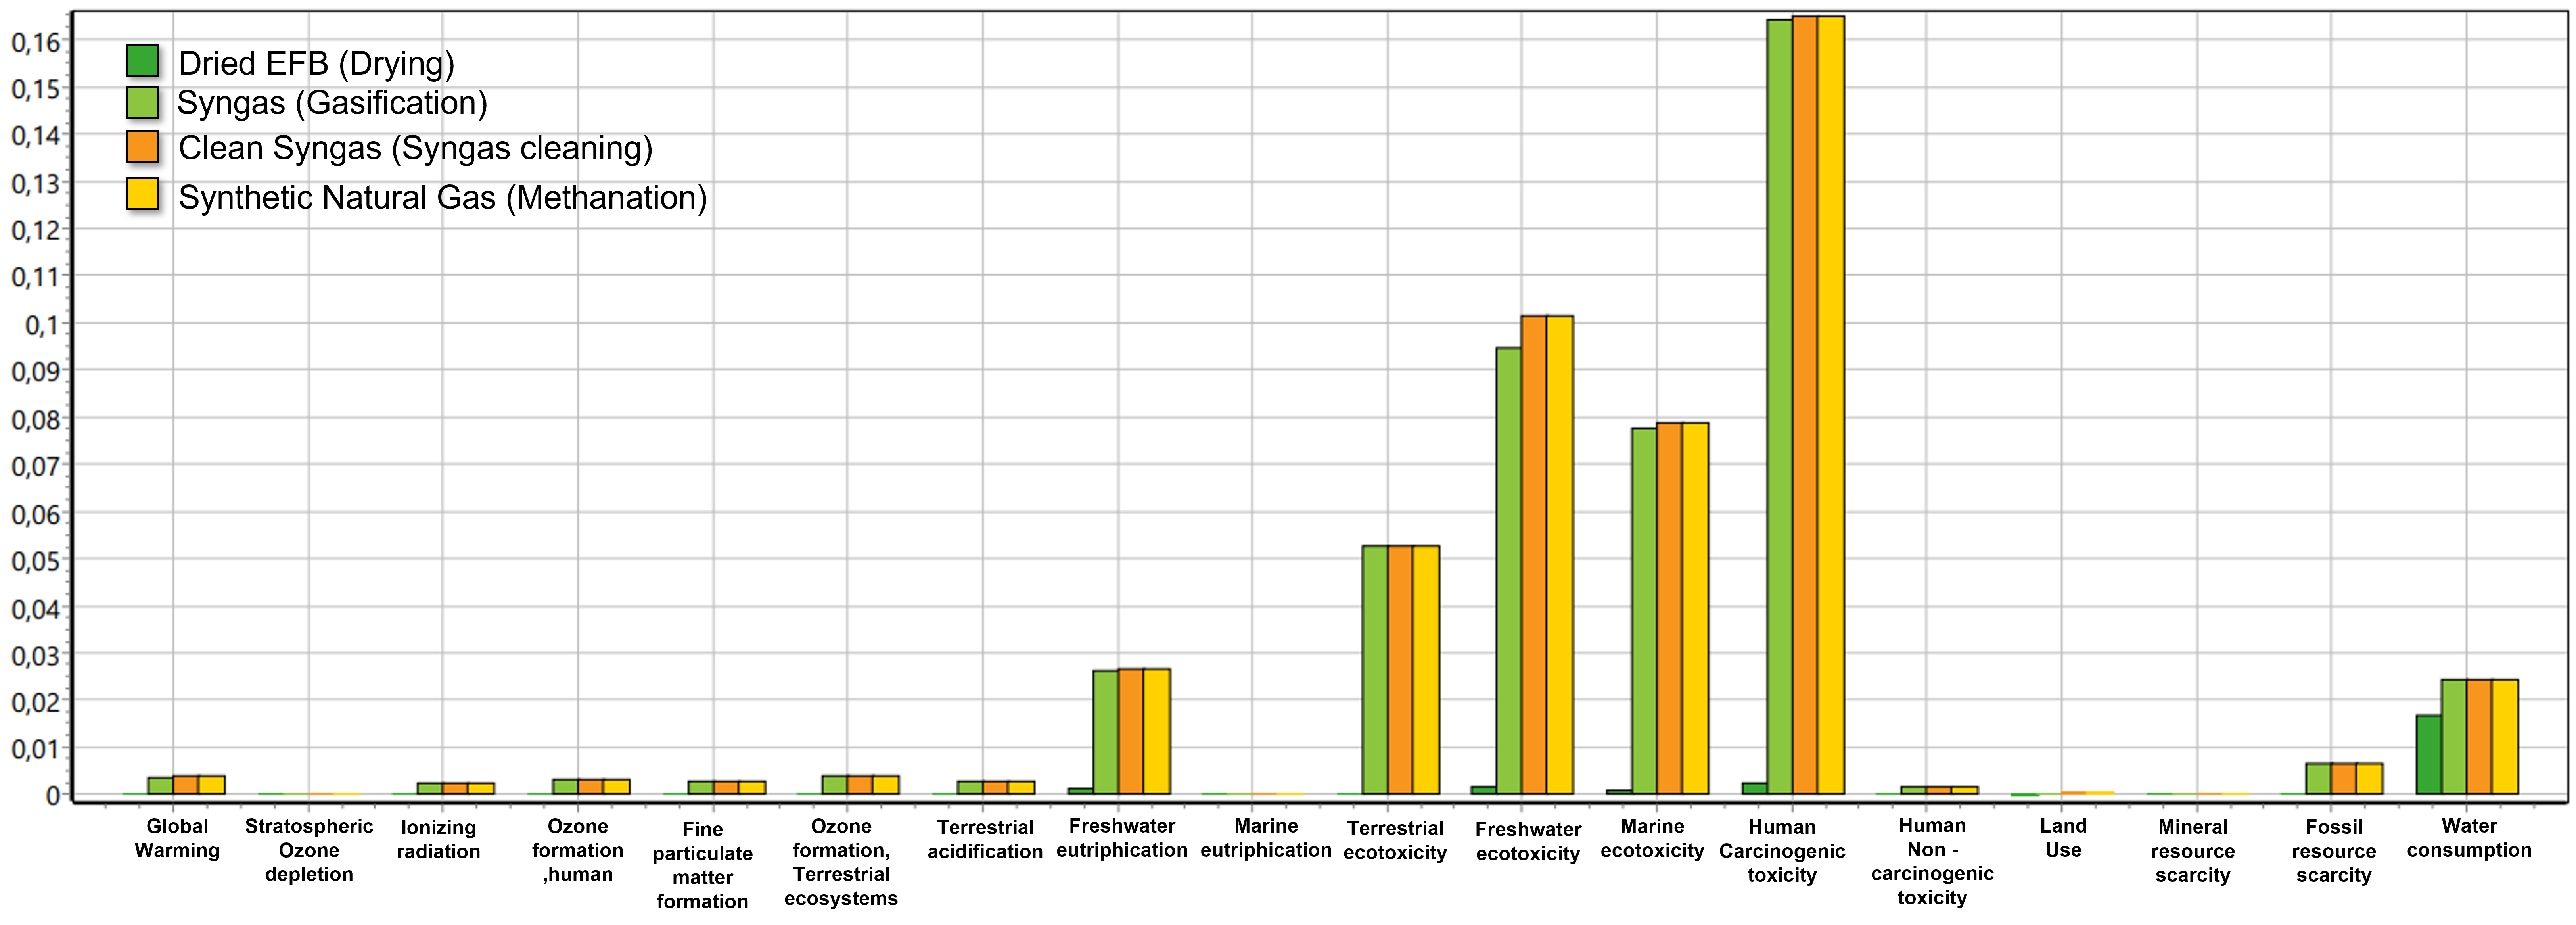 0,16
0,15
0,14
0,13
0,12
0,11
0,1
0,09
0,08
0,07
0,06
0,05
0,04
0,03
0,02
0,01
0
Dried EFB (Drying)
Syngas (Gasification)
Clean Syngas (Syngas cleaning)
Synthetic Natural Gas (Methanation)
Global
Warming
Stratospheric
Ozone
depletion
Ionizing
radiation
Ozone
formation
,human
Fine
particulate
matter
formation
Ozone
formation,
Terrestrial
ecosystems
Terrestrial
acidification
Freshwater
eutriphication
Marine
eutriphication
Terrestrial
ecotoxicity
Freshwater
ecotoxicity
Marine
ecotoxicity
Human
Carcinogenic
toxicity
Human
Non -
carcinogenic
toxicity
Land
Use
Mineral
resource
scarcity
Fossil
resource
scarcity
Water
consumption